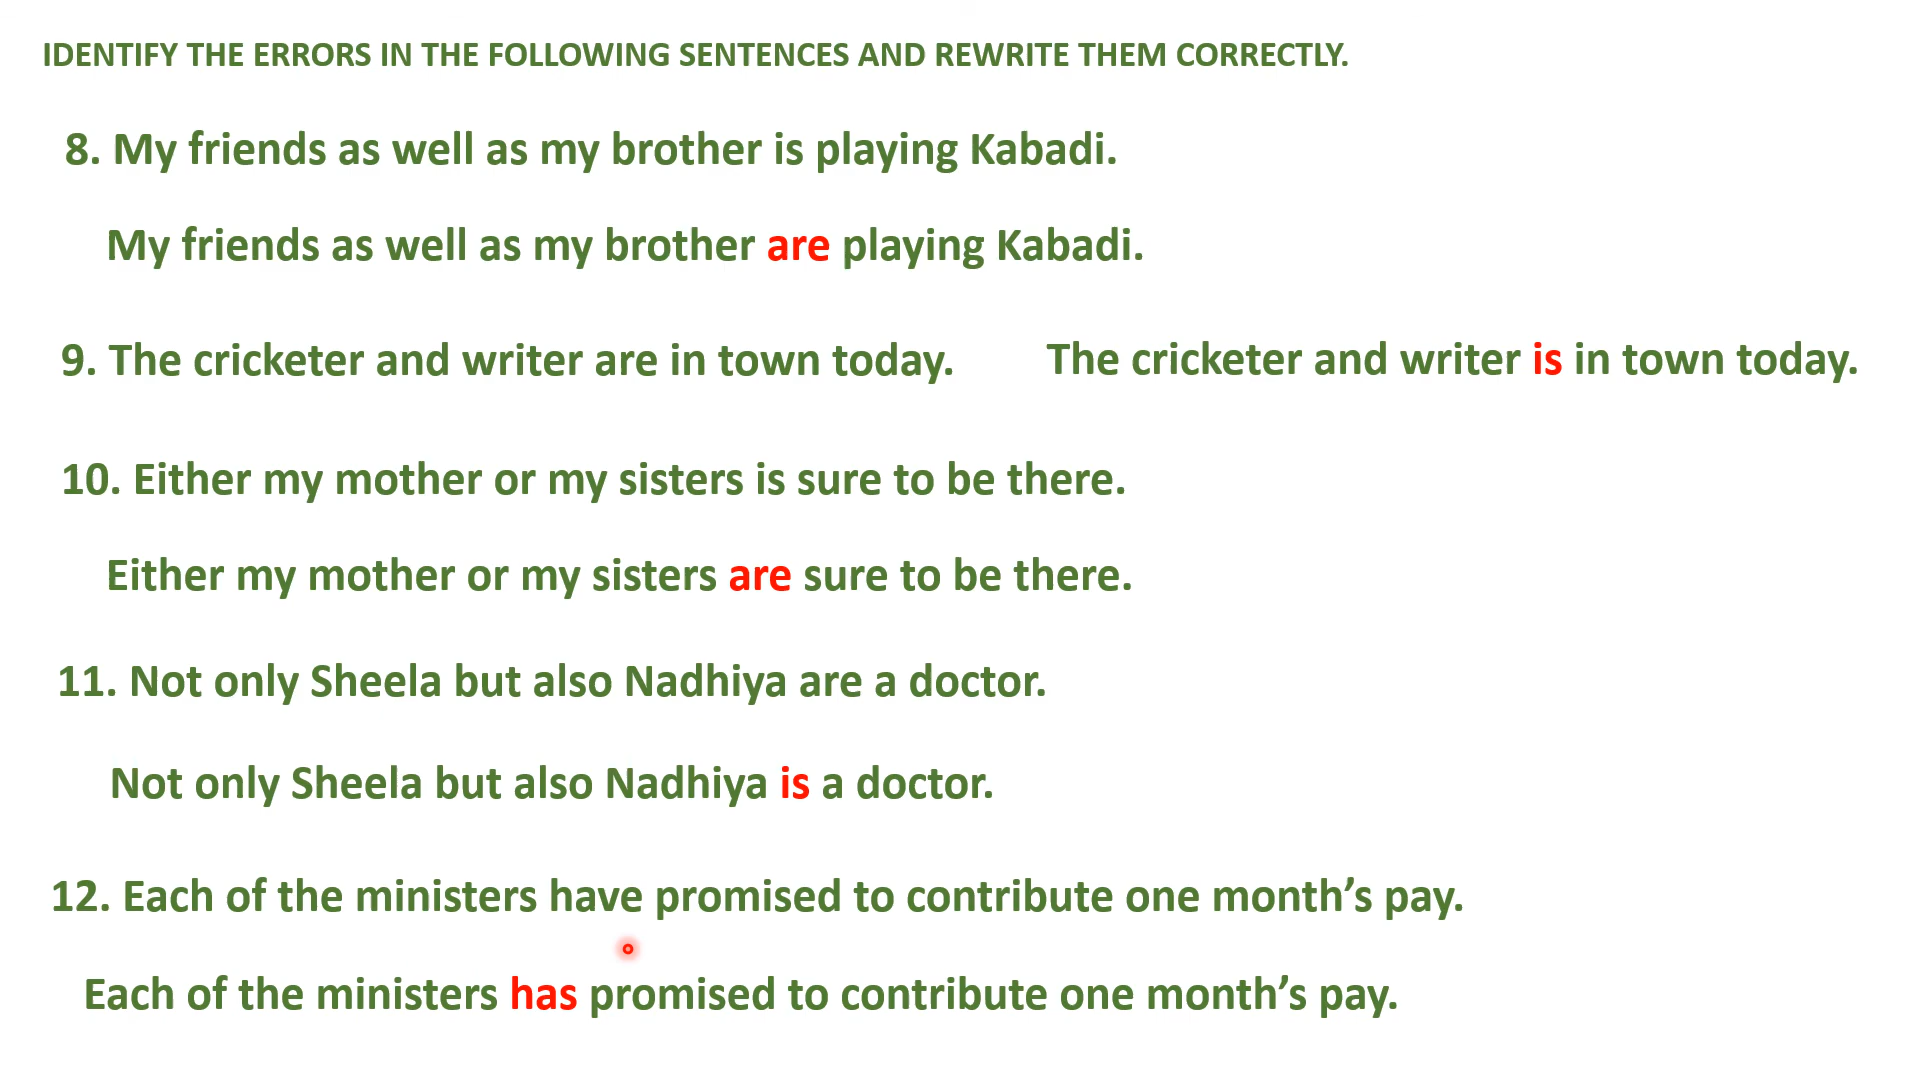 IDENTIFY THE ERRORS IN THE FOLLOWING SENTENCES AND REWRITE THEM CORRECTLY.
8. My friends as well as my brother is playing Kabadi.
My friends as well as my brother are playing Kabadi.
9. The cricketer and writer are in town today.
The cricketer and writer is in town today.
10. Either my mother or my sisters is sure to be there.
Either my mother or my sisters are sure to be there.
11. Not only Sheela but also Nadhiya are a doctor.
Not only Sheela but also Nadhiya is a doctor.
12. Each of the ministers have promised to contribute one month’s pay.
Each of the ministers has promised to contribute one month’s pay.